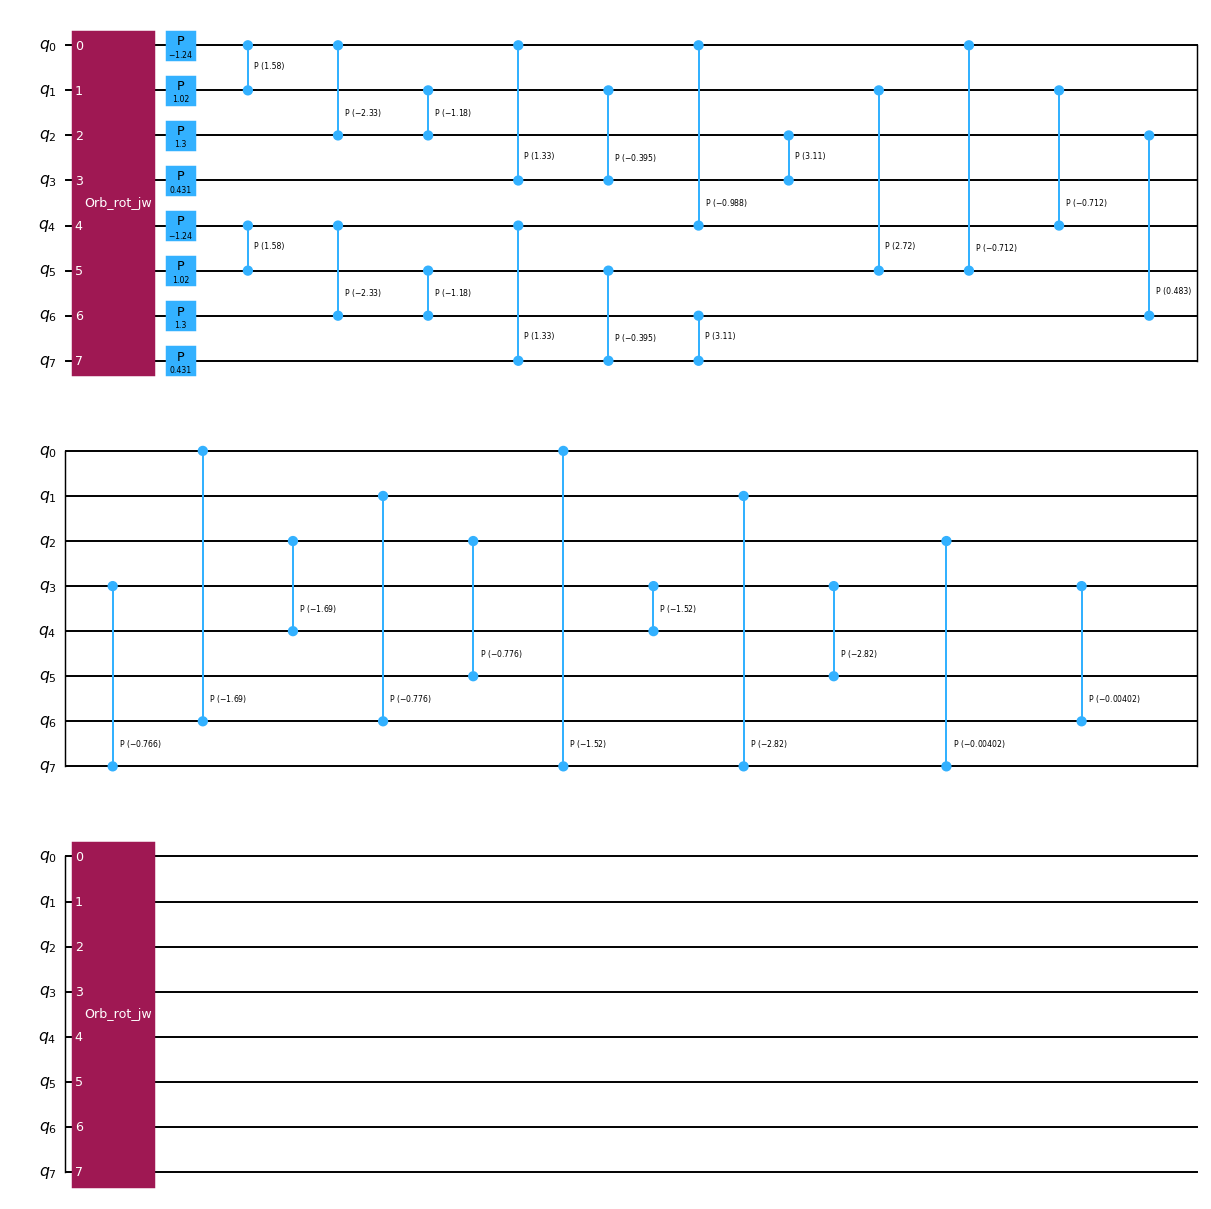 q0 0 P −1.24
P (1.58)
q1 1 P 1.02
P (−2.33) P (−1.18)
q2 2 P 1.3
P (1.33) P (−0.395) P (3.11)
q3 3 P 0.431
Orb_rot_jw P (−0.988) P (−0.712)
q4 4 P −1.24
P (1.58) P (2.72) P (−0.712)
q5 5 P 1.02
P (−2.33) P (−1.18) P (0.483)
q6 6 P 1.3
P (1.33) P (−0.395) P (3.11)
q7 7 P 0.431
q0
q1
q2
q3
P (−1.69) P (−1.52)
q4
P (−0.776) P (−2.82)
q5
P (−1.69) P (−0.776) P (−0.00402)
q6
P (−0.766) P (−1.52) P (−2.82) P (−0.00402)
q7
q0 0
q1 1
q2 2
q3 3
Orb_rot_jw
q4 4
q5 5
q6 6
q7 7